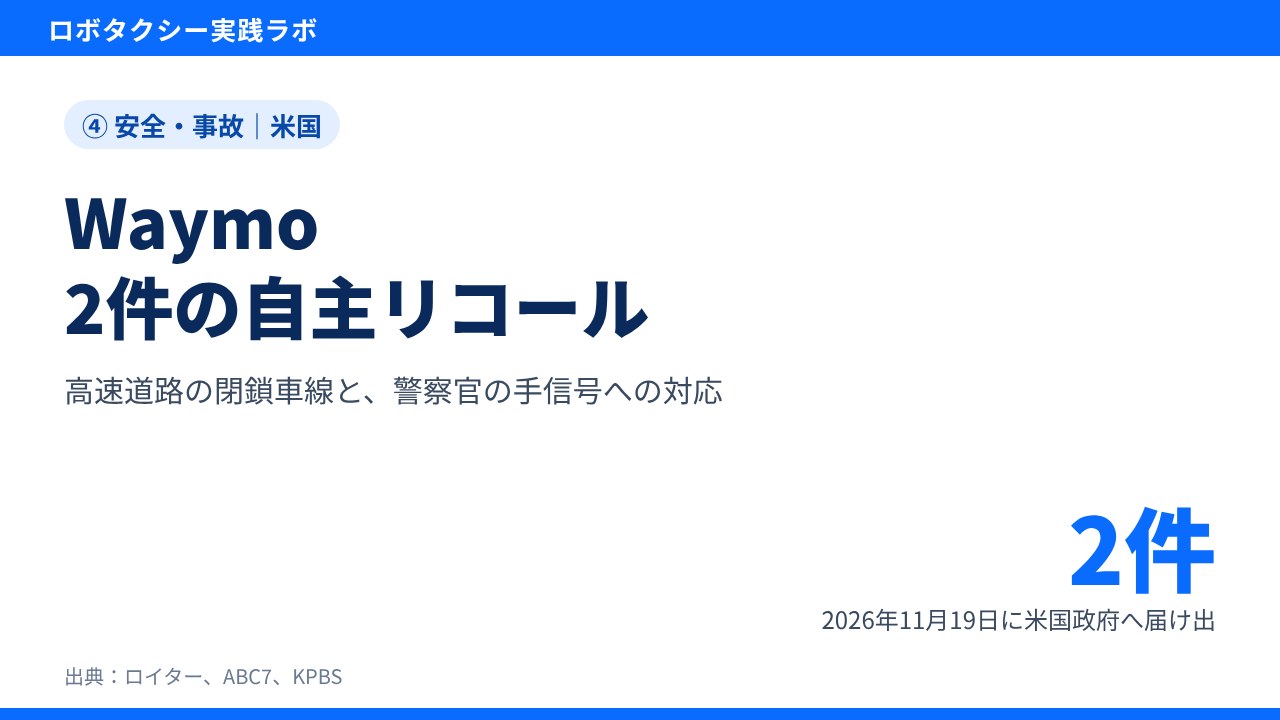 ロボタクシー実践ラボ
④ 安全・事故｜米国
Waymo
2件の自主リコール
高速道路の閉鎖車線と、警察官の手信号への対応
2件
2026年11月19日に米国政府へ届け出
出典：ロイター、ABC7、KPBS